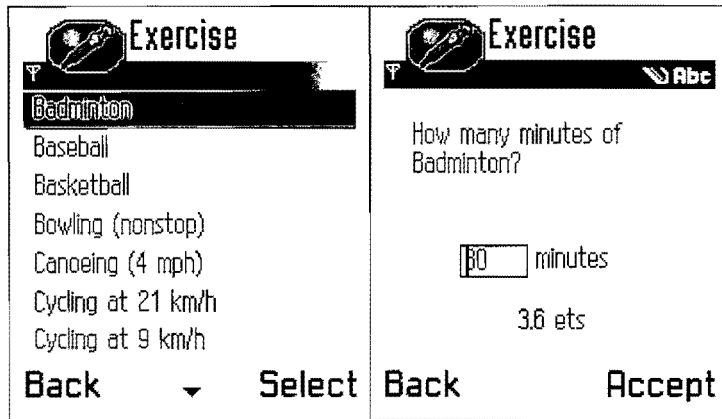 Exercise
Badminton
Baseball
Basketball
Bowling (nonstop)
Canoeing (4 mph)
Cycling at 21 km/h
Cycling at 9 km/h
Back Select
Exercise
Abc
How many minutes of
Badminton?
30 minutes
3.6 ets
Back Accept